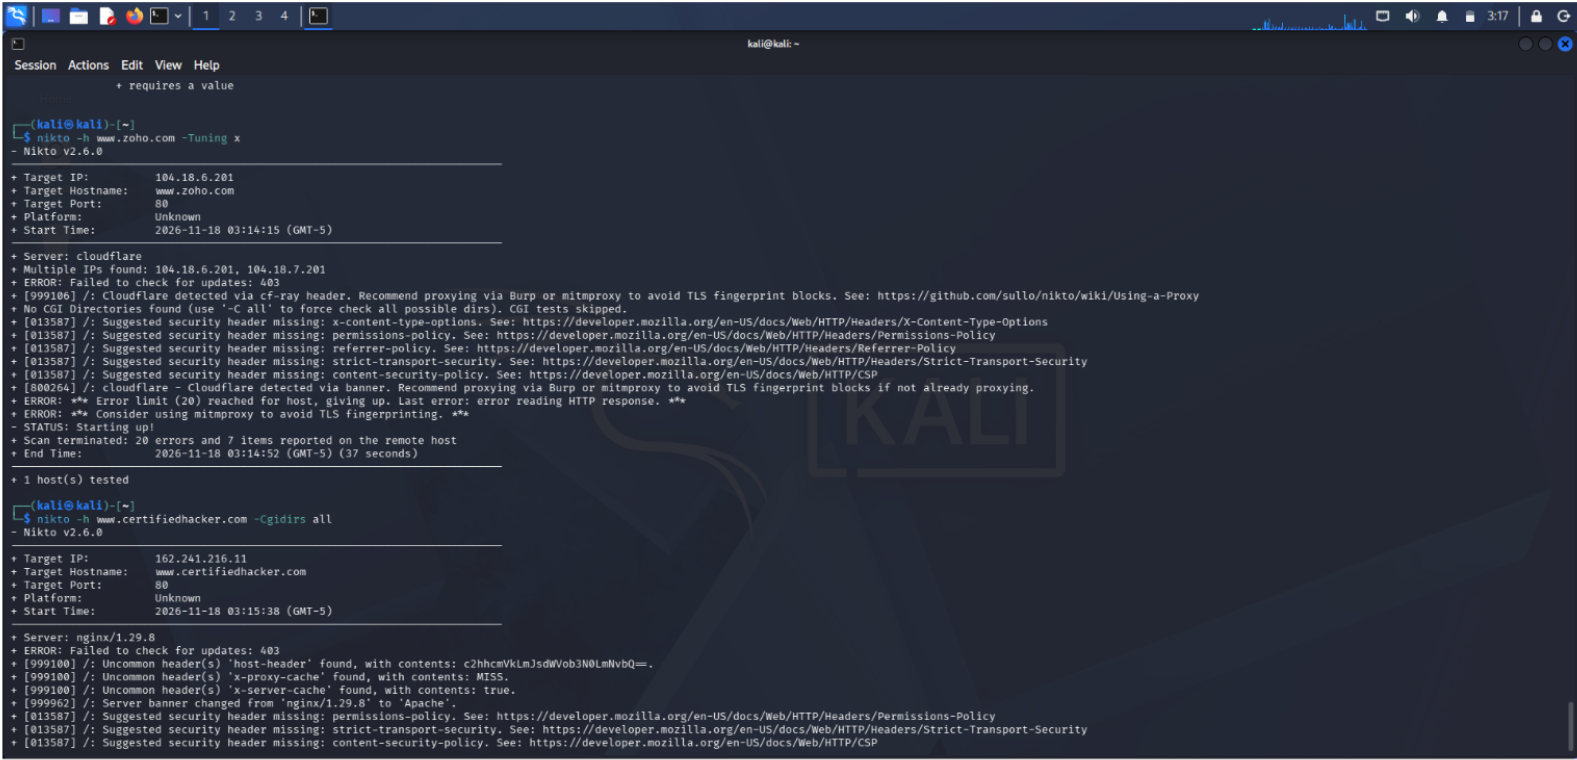 1 2 3 4 3:17
kali@kali: ~
Session Actions Edit View Help
+ requires a value
┌──(kali㉿kali)-[~]
└─$ nikto -h www.zoho.com -Tuning x
- Nikto v2.6.0
+ Target IP: 104.18.6.201
+ Target Hostname: www.zoho.com
+ Target Port: 80
+ Platform: Unknown
+ Start Time: 2026-11-18 03:14:15 (GMT-5)
+ Server: cloudflare
+ Multiple IPs found: 104.18.6.201, 104.18.7.201
+ ERROR: Failed to check for updates: 403
+ [999106] /: Cloudflare detected via cf-ray header. Recommend proxying via Burp or mitmproxy to avoid TLS fingerprint blocks. See: https://github.com/sullo/nikto/wiki/Using-a-Proxy
+ No CGI Directories found (use '-C all' to force check all possible dirs). CGI tests skipped.
+ [013587] /: Suggested security header missing: x-content-type-options. See: https://developer.mozilla.org/en-US/docs/Web/HTTP/Headers/X-Content-Type-Options
+ [013587] /: Suggested security header missing: permissions-policy. See: https://developer.mozilla.org/en-US/docs/Web/HTTP/Headers/Permissions-Policy
+ [013587] /: Suggested security header missing: referrer-policy. See: https://developer.mozilla.org/en-US/docs/Web/HTTP/Headers/Referrer-Policy
+ [013587] /: Suggested security header missing: strict-transport-security. See: https://developer.mozilla.org/en-US/docs/Web/HTTP/Headers/Strict-Transport-Security
+ [013587] /: Suggested security header missing: content-security-policy. See: https://developer.mozilla.org/en-US/docs/Web/HTTP/CSP
+ [800264] /: cloudflare - Cloudflare detected via banner. Recommend proxying via Burp or mitmproxy to avoid TLS fingerprint blocks if not already proxying.
+ ERROR: *** Error limit (20) reached for host, giving up. Last error: error reading HTTP response. ***
+ ERROR: *** Consider using mitmproxy to avoid TLS fingerprinting. ***
- STATUS: Starting up!
+ Scan terminated: 20 errors and 7 items reported on the remote host
+ End Time: 2026-11-18 03:14:52 (GMT-5) (37 seconds)
+ 1 host(s) tested
┌──(kali㉿kali)-[~]
└─$ nikto -h www.certifiedhacker.com -Cgidirs all
- Nikto v2.6.0
+ Target IP: 162.241.216.11
+ Target Hostname: www.certifiedhacker.com
+ Target Port: 80
+ Platform: Unknown
+ Start Time: 2026-11-18 03:15:38 (GMT-5)
+ Server: nginx/1.29.8
+ ERROR: Failed to check for updates: 403
+ [999100] /: Uncommon header(s) 'host-header' found, with contents: c2hhcmVkLmJsdWVob3N0LmNvbQ==.
+ [999100] /: Uncommon header(s) 'x-proxy-cache' found, with contents: MISS.
+ [999100] /: Uncommon header(s) 'x-server-cache' found, with contents: true.
+ [999962] /: Server banner changed from 'nginx/1.29.8' to 'Apache'.
+ [013587] /: Suggested security header missing: permissions-policy. See: https://developer.mozilla.org/en-US/docs/Web/HTTP/Headers/Permissions-Policy
+ [013587] /: Suggested security header missing: strict-transport-security. See: https://developer.mozilla.org/en-US/docs/Web/HTTP/Headers/Strict-Transport-Security
+ [013587] /: Suggested security header missing: content-security-policy. See: https://developer.mozilla.org/en-US/docs/Web/HTTP/CSP
KALI